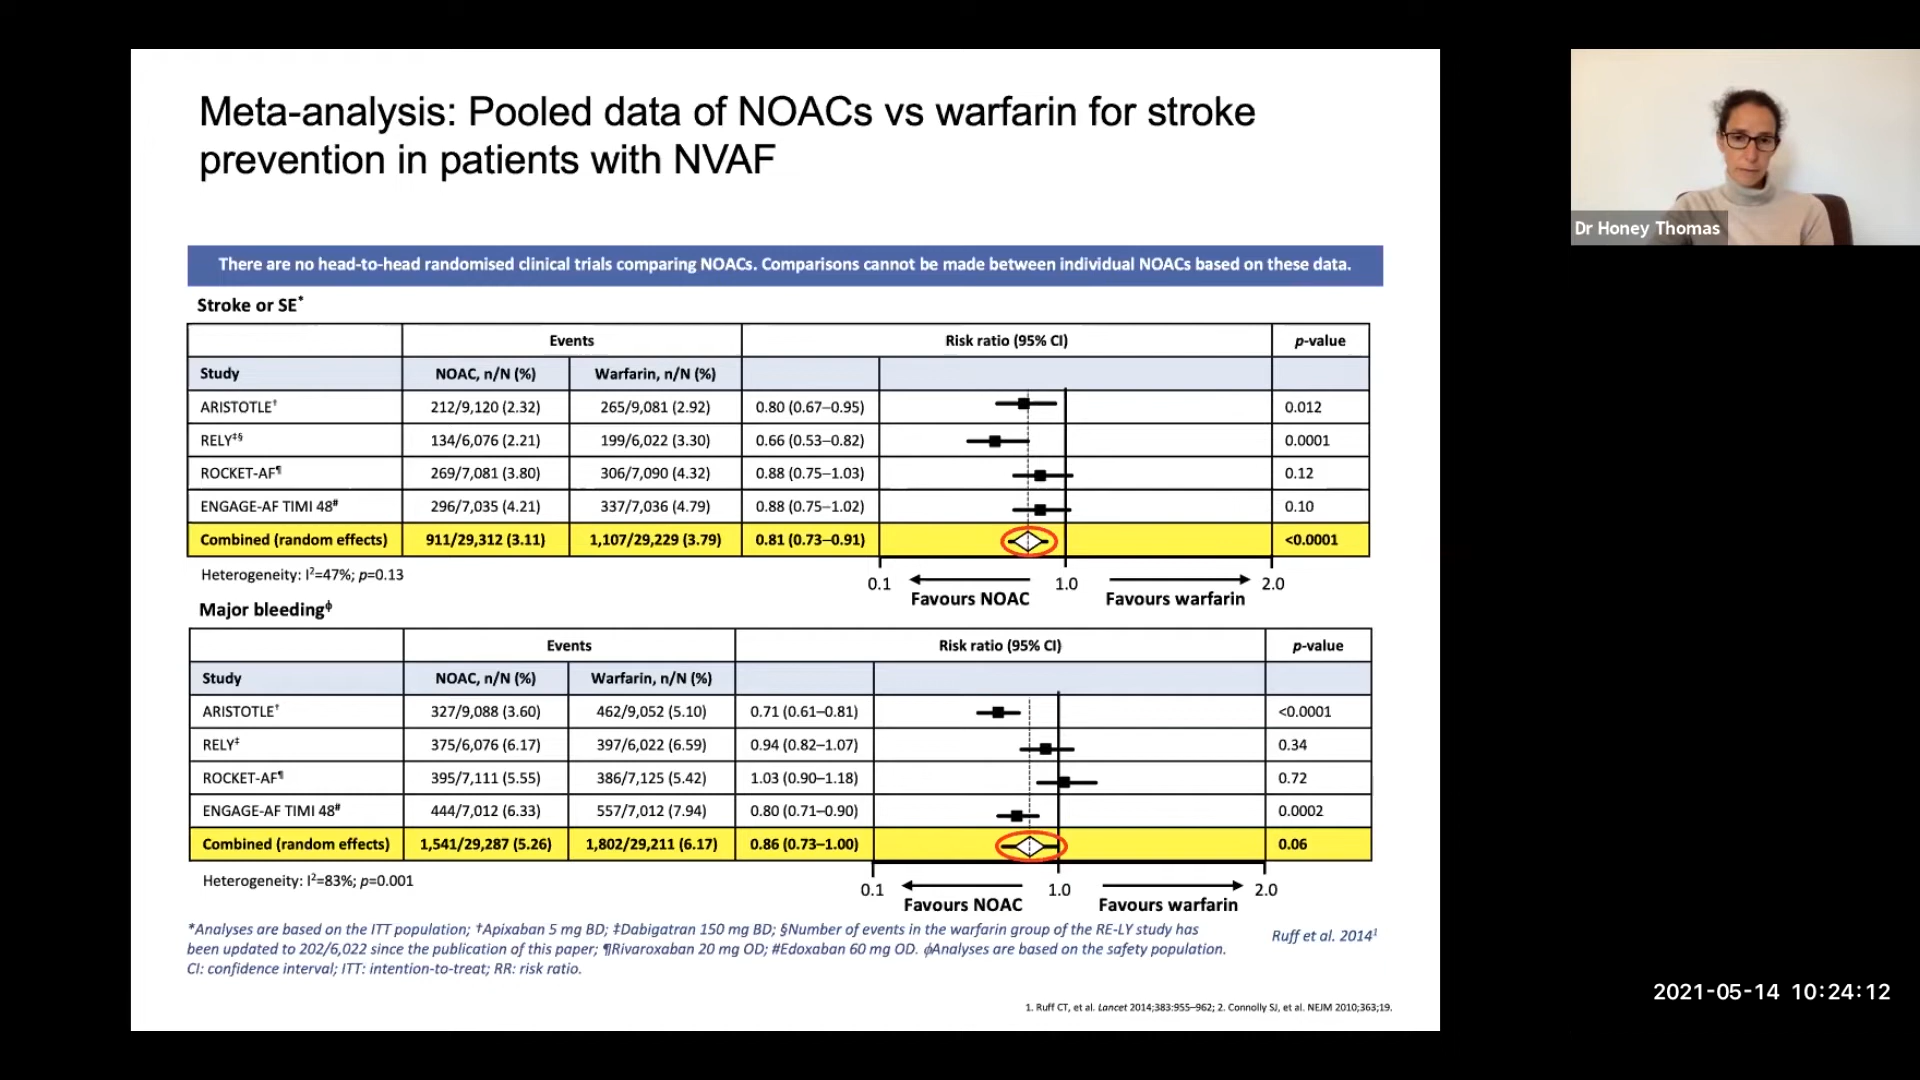 Meta-analysis: Pooled data of NOACs vs warfarin for stroke
prevention in patients with NVAF
Dr Honey Thomas
There are no head-to-head randomised clinical trials comparing NOACs. Comparisons cannot be made between individual NOACs based on these data.
Stroke or SE*
Events Risk ratio (95% CI) p-value
Study NOAC, n/N (%) Warfarin, n/N (%)
ARISTOTLE† 212/9,120 (2.32) 265/9,081 (2.92) 0.80 (0.67–0.95) 0.012
RELY‡§ 134/6,076 (2.21) 199/6,022 (3.30) 0.66 (0.53–0.82) 0.0001
ROCKET-AF¶ 269/7,081 (3.80) 306/7,090 (4.32) 0.88 (0.75–1.03) 0.12
ENGAGE-AF TIMI 48# 296/7,035 (4.21) 337/7,036 (4.79) 0.88 (0.75–1.02) 0.10
Combined (random effects) 911/29,312 (3.11) 1,107/29,229 (3.79) 0.81 (0.73–0.91) <0.0001
Heterogeneity: I²=47%; p=0.13
0.1 1.0 2.0
Favours NOAC Favours warfarin
Major bleedingϕ
Events Risk ratio (95% CI) p-value
Study NOAC, n/N (%) Warfarin, n/N (%)
ARISTOTLE† 327/9,088 (3.60) 462/9,052 (5.10) 0.71 (0.61–0.81) <0.0001
RELY‡ 375/6,076 (6.17) 397/6,022 (6.59) 0.94 (0.82–1.07) 0.34
ROCKET-AF¶ 395/7,111 (5.55) 386/7,125 (5.42) 1.03 (0.90–1.18) 0.72
ENGAGE-AF TIMI 48# 444/7,012 (6.33) 557/7,012 (7.94) 0.80 (0.71–0.90) 0.0002
Combined (random effects) 1,541/29,287 (5.26) 1,802/29,211 (6.17) 0.86 (0.73–1.00) 0.06
Heterogeneity: I²=83%; p=0.001
0.1 1.0 2.0
Favours NOAC Favours warfarin
*Analyses are based on the ITT population; †Apixaban 5 mg BD; ‡Dabigatran 150 mg BD; §Number of events in the warfarin group of the RE-LY study has
been updated to 202/6,022 since the publication of this paper; ¶Rivaroxaban 20 mg OD; #Edoxaban 60 mg OD. ϕAnalyses are based on the safety population.
CI: confidence interval; ITT: intention-to-treat; RR: risk ratio.
Ruff et al. 2014¹
1. Ruff CT, et al. Lancet 2014;383:955–962; 2. Connolly SJ, et al. NEJM 2010;363;19.
2021-05-14 10:24:12